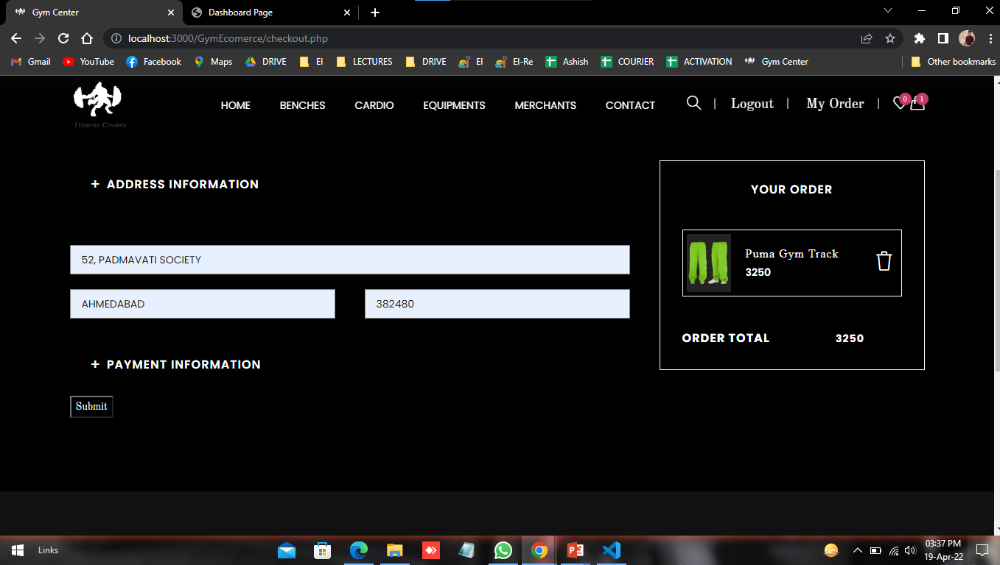 Gym Center
Dashboard Page
localhost:3000/GymEcomerce/checkout.php
Gmail YouTube Facebook Maps DRIVE EI LECTURES DRIVE EI EI-Re Ashish COURIER ACTIVATION Gym Center Other bookmarks
Fitness Center
HOME BENCHES CARDIO EQUIPMENTS MERCHANTS CONTACT | Logout | My Order | 0 1
+ ADDRESS INFORMATION
52, PADMAVATI SOCIETY
AHMEDABAD 382480
+ PAYMENT INFORMATION
Submit
YOUR ORDER
Puma Gym Track
3250
ORDER TOTAL 3250
Links
03:37 PM
19-Apr-22